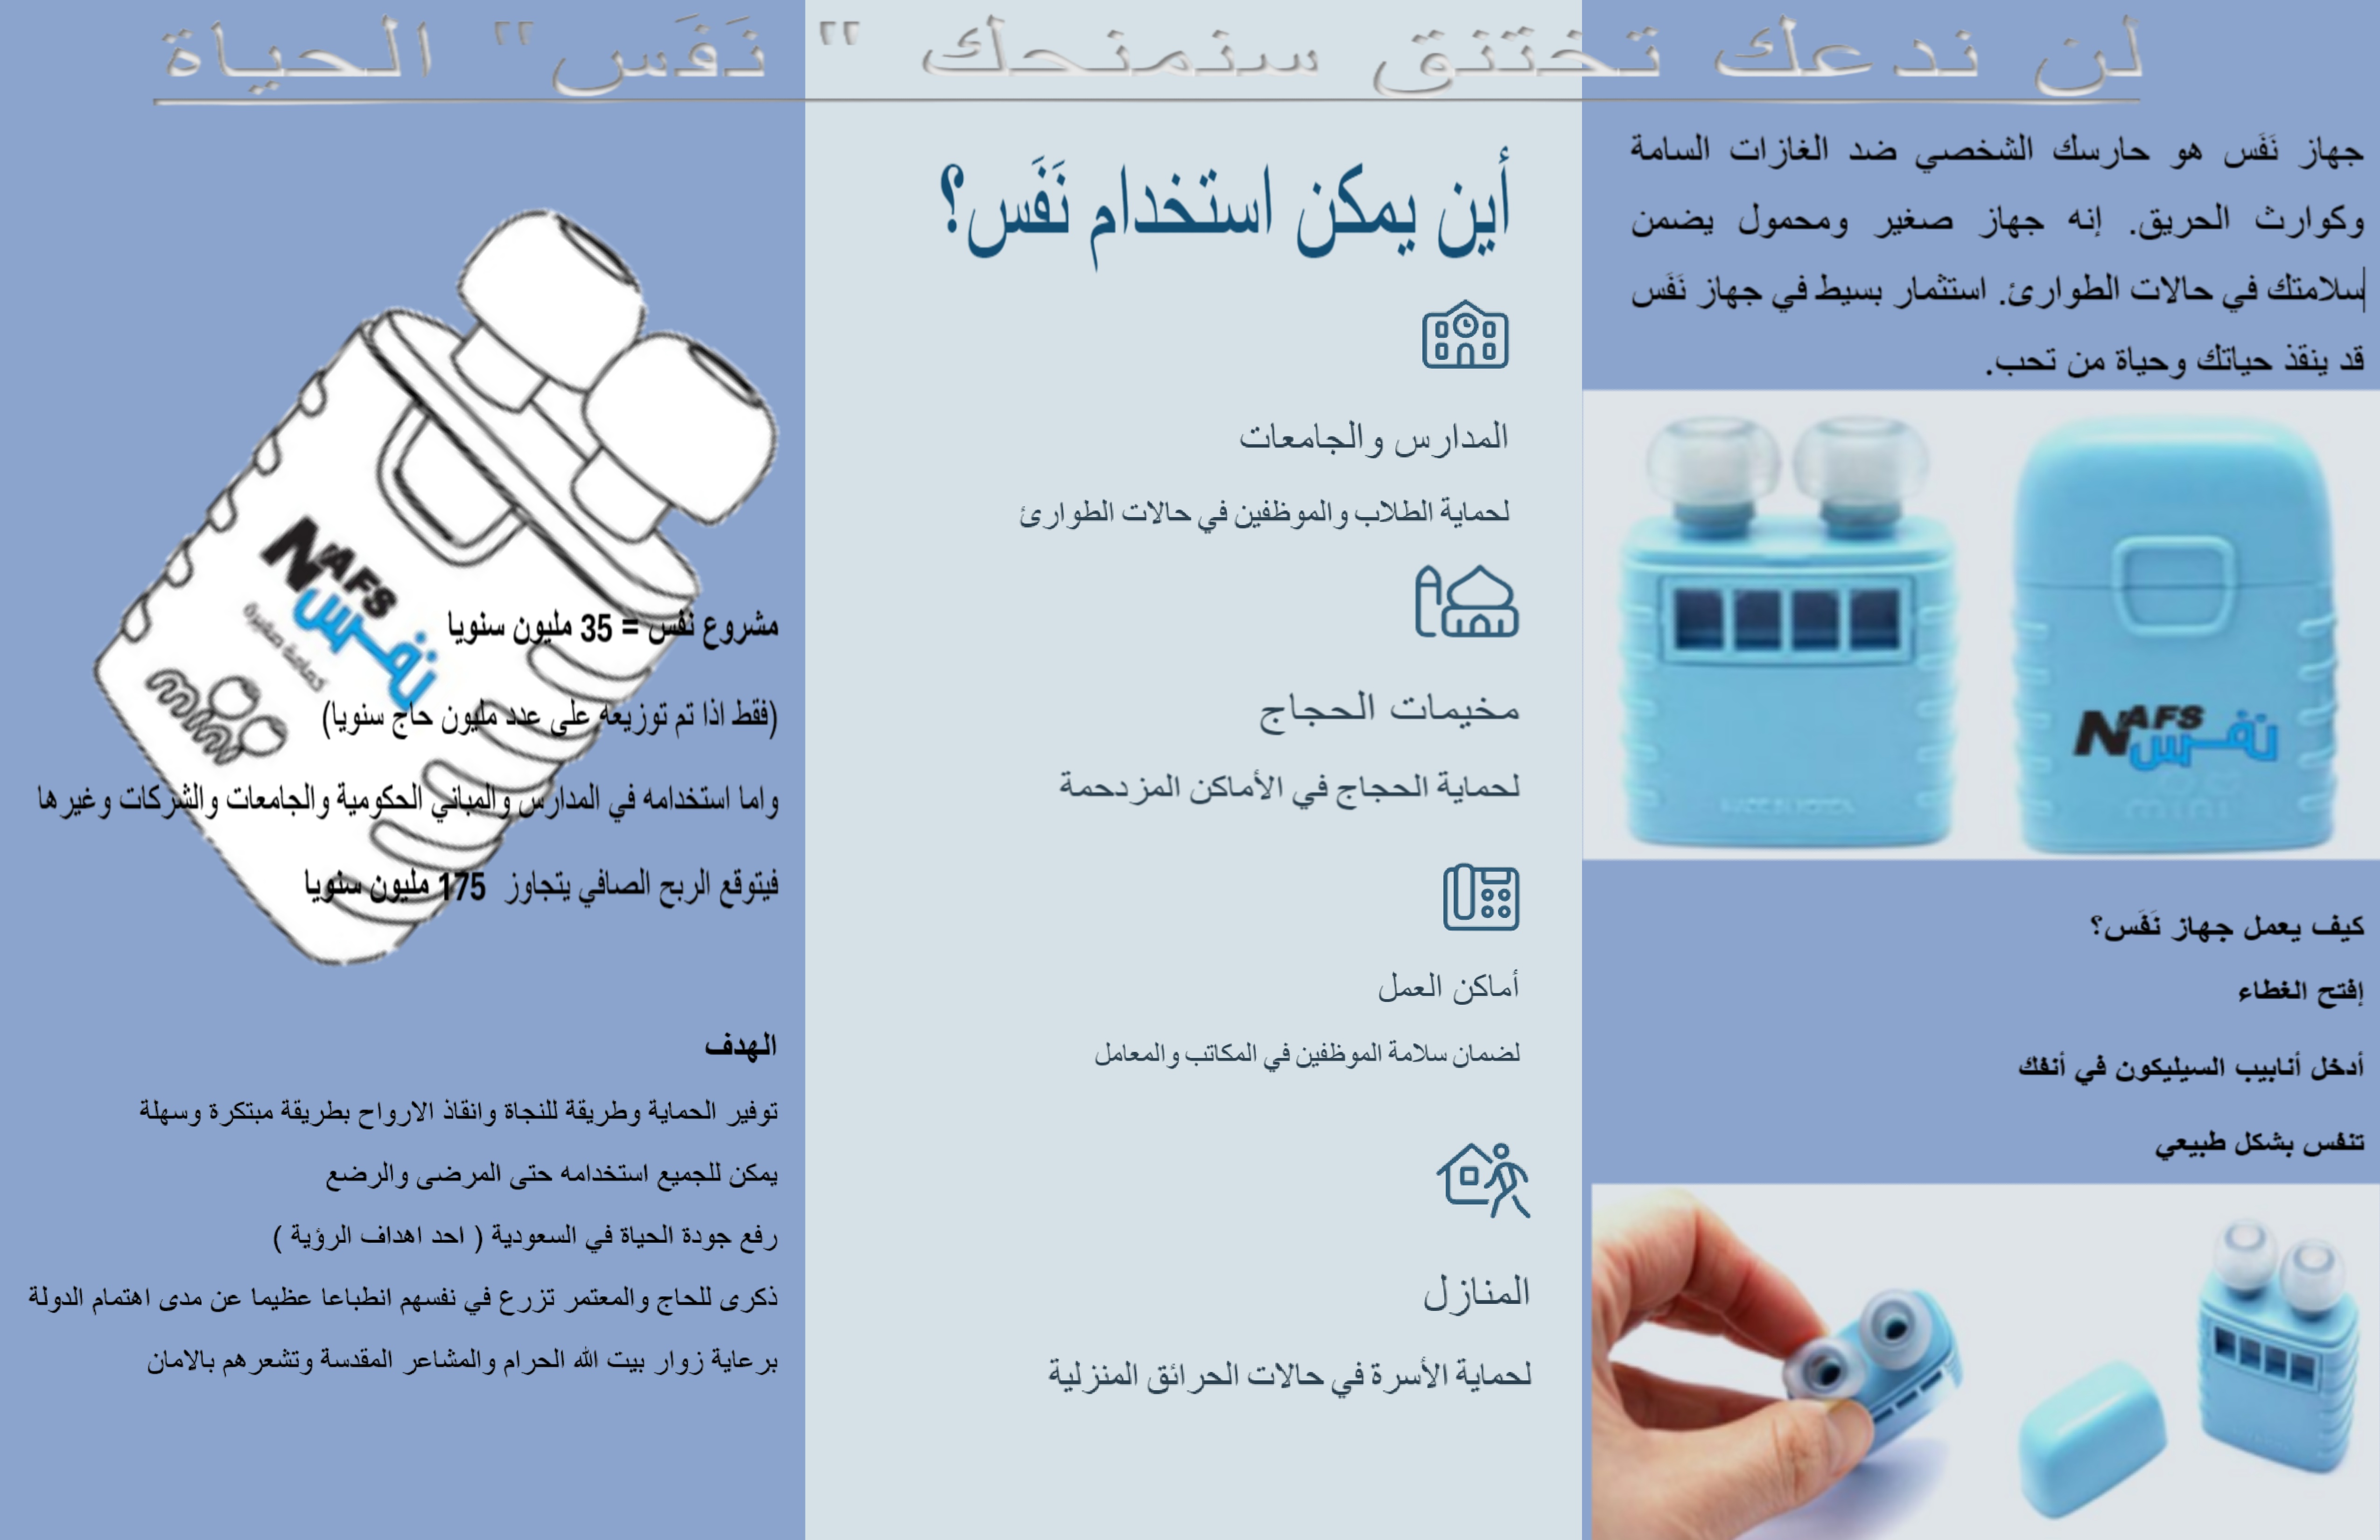 لن ندعك تختنق سنمنحك " نَفَس" الحياة
جهاز نَفَس هو حارسك الشخصي ضد الغازات السامة
وكوارث الحريق. إنه جهاز صغير ومحمول يضمن
سلامتك في حالات الطوارئ. استثمار بسيط في جهاز نَفَس
قد ينقذ حياتك وحياة من تحب.
NAFS
نفس
mini
كيف يعمل جهاز نَفَس؟
إفتح الغطاء
أدخل أنابيب السيليكون في أنفك
تنفس بشكل طبيعي
أين يمكن استخدام نَفَس؟
المدارس والجامعات
لحماية الطلاب والموظفين في حالات الطوارئ
مخيمات الحجاج
لحماية الحجاج في الأماكن المزدحمة
أماكن العمل
لضمان سلامة الموظفين في المكاتب والمعامل
المنازل
لحماية الأسرة في حالات الحرائق المنزلية
NAFS
نفس
كمامة صغيرة
mini
مشروع نفس = 35 مليون سنويا
(فقط اذا تم توزيعه على عدد مليون حاج سنويا)
واما استخدامه في المدارس والمباني الحكومية والجامعات والشركات وغيرها
فيتوقع الربح الصافي يتجاوز 175 مليون سنويا
الهدف
توفير الحماية وطريقة للنجاة وانقاذ الارواح بطريقة مبتكرة وسهلة
يمكن للجميع استخدامه حتى المرضى والرضع
رفع جودة الحياة في السعودية ( احد اهداف الرؤية )
ذكرى للحاج والمعتمر تزرع في نفسهم انطباعا عظيما عن مدى اهتمام الدولة
برعاية زوار بيت الله الحرام والمشاعر المقدسة وتشعرهم بالامان